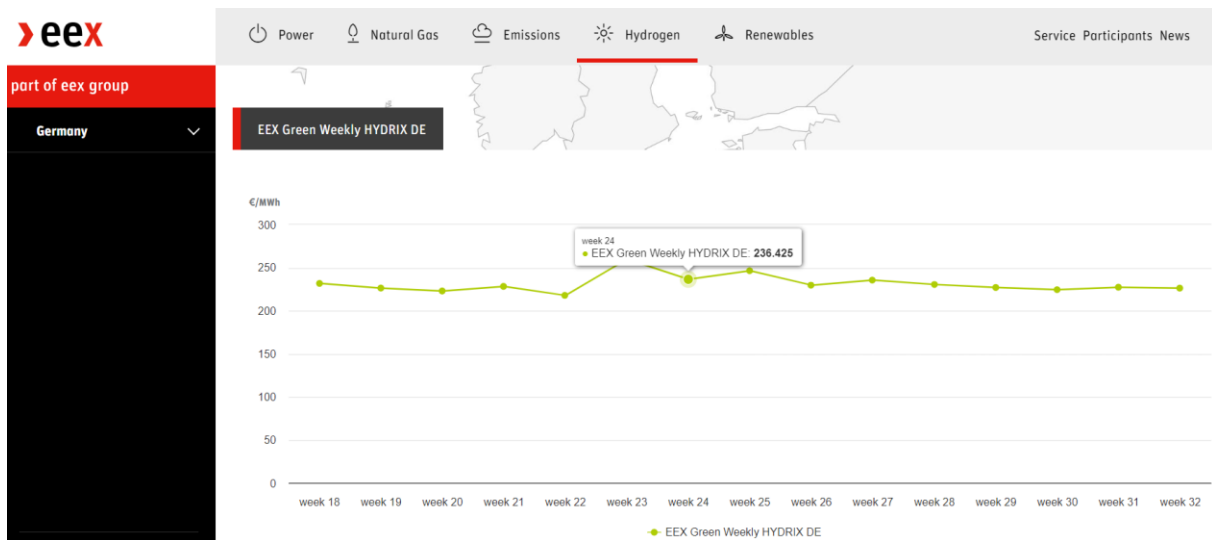 eex
Power Natural Gas Emissions Hydrogen Renewables Service Participants News
part of eex group
Germany
EEX Green Weekly HYDRIX DE
€/MWh
300
week 24
EEX Green Weekly HYDRIX DE: 236.425
250
200
150
100
50
0
week 18 week 19 week 20 week 21 week 22 week 23 week 24 week 25 week 26 week 27 week 28 week 29 week 30 week 31 week 32
EEX Green Weekly HYDRIX DE